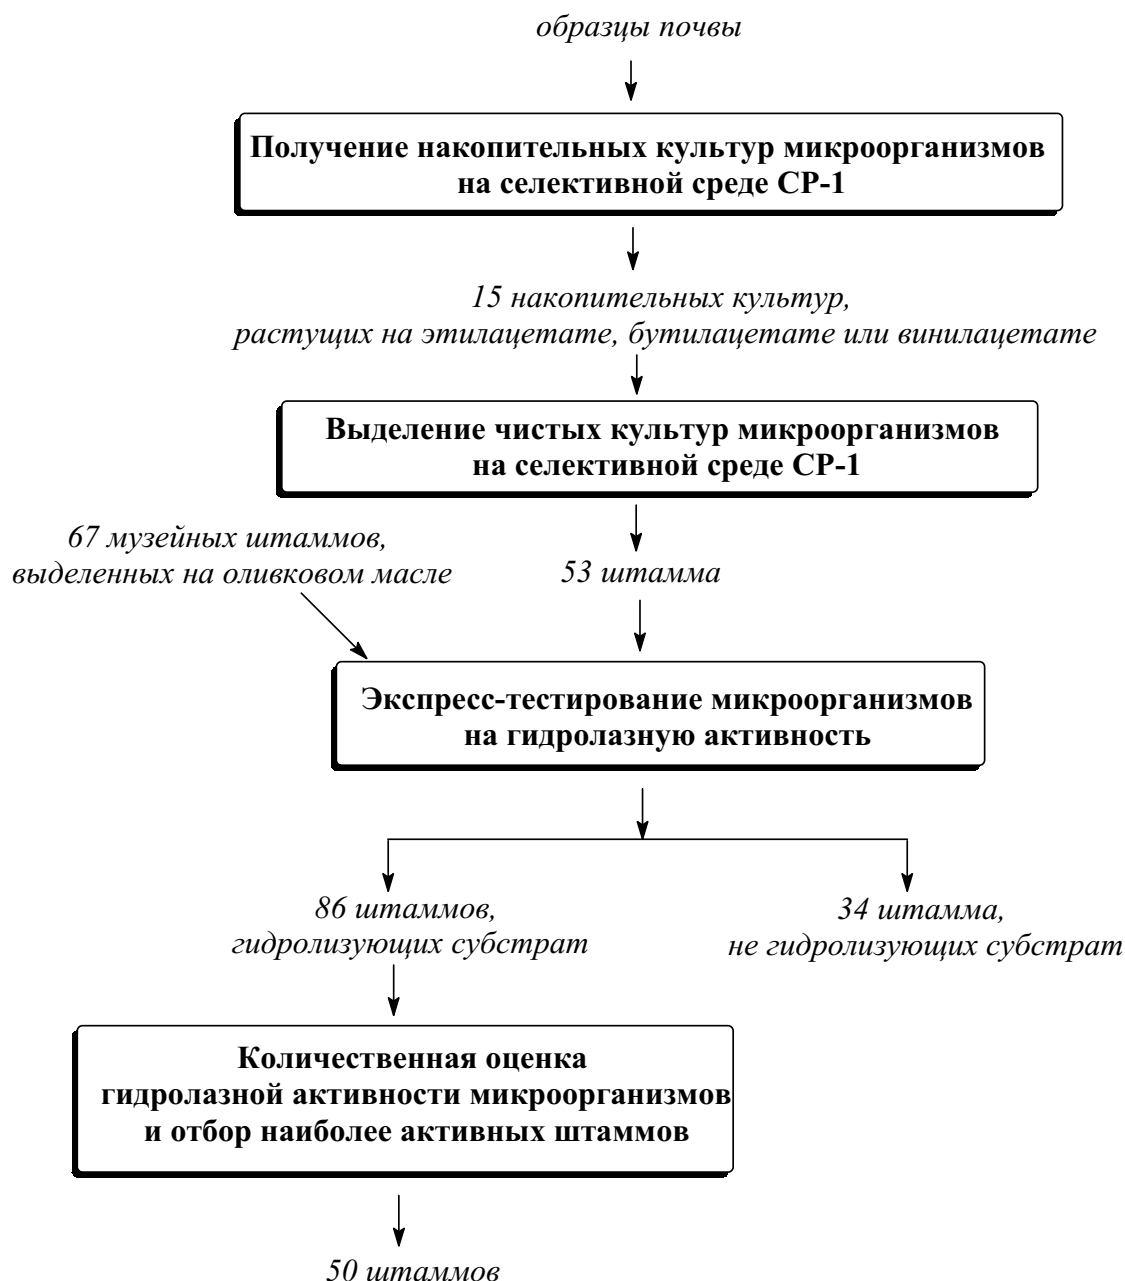 образцы почвы
Получение накопительных культур микроорганизмов
на селективной среде СР-1
15 накопительных культур,
растущих на этилацетате, бутилацетате или винилацетате
Выделение чистых культур микроорганизмов
на селективной среде СР-1
67 музейных штаммов,
выделенных на оливковом масле
53 штамма
Экспресс-тестирование микроорганизмов
на гидролазную активность
86 штаммов,
гидролизующих субстрат
34 штамма,
не гидролизующих субстрат
Количественная оценка
гидролазной активности микроорганизмов
и отбор наиболее активных штаммов
50 штаммов